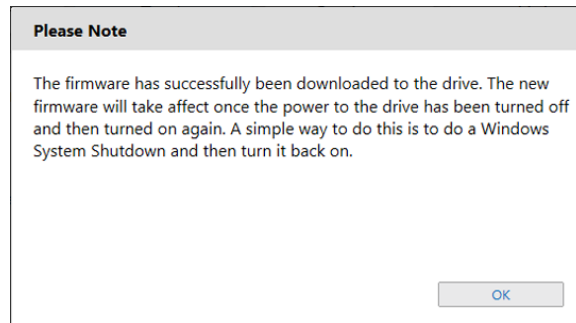 Please Note
The firmware has successfully been downloaded to the drive. The new
firmware will take affect once the power to the drive has been turned off
and then turned on again. A simple way to do this is to do a Windows
System Shutdown and then turn it back on.
OK